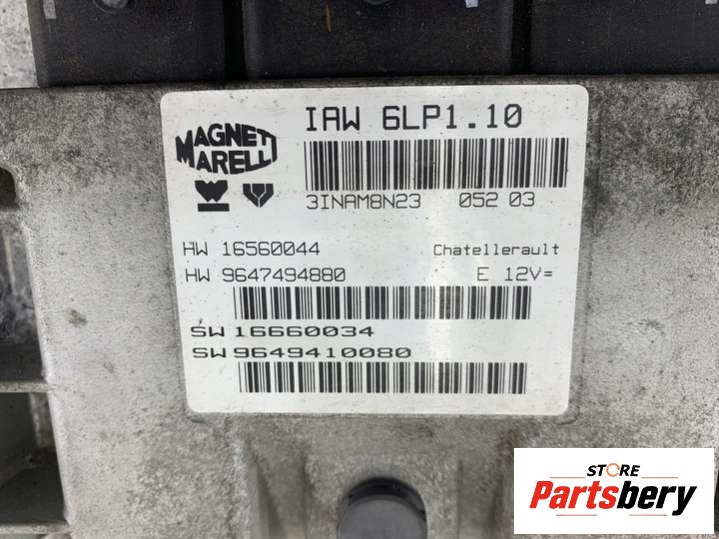 IAW 6LP1.10
MAGNETI
MARELLI
3INAM8N23 052 03
HW 16560044 Chatellerault
HW 9647494880 E 12V=
SW 16660034
SW 9649410080
STORE
Partsbery